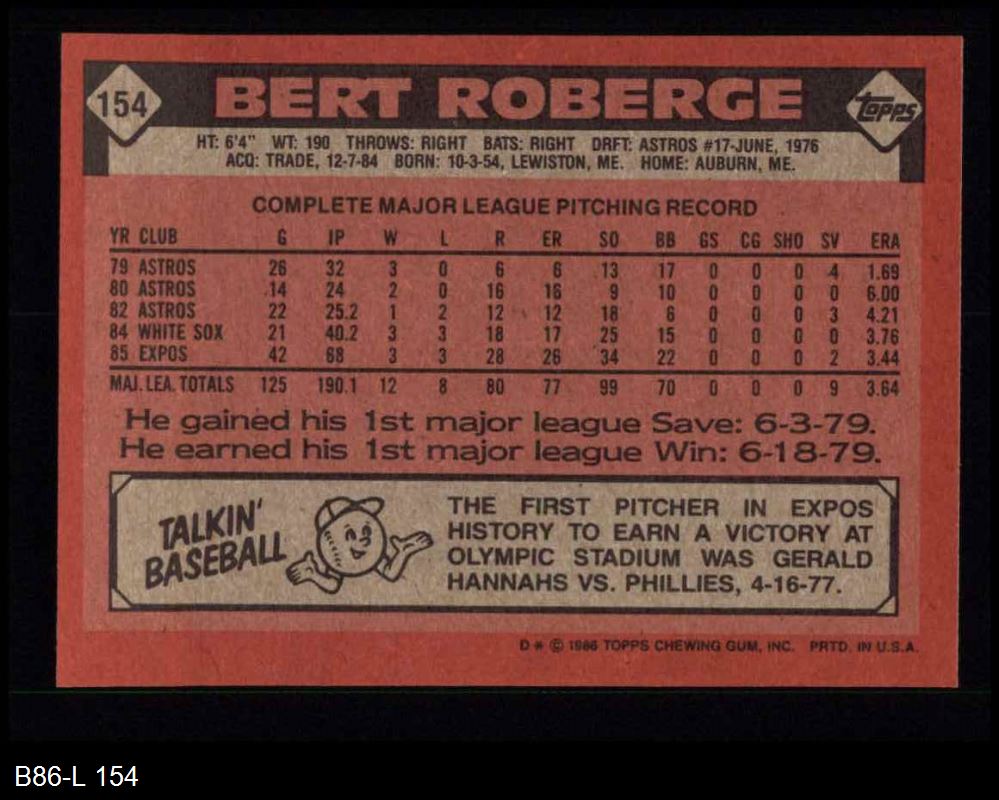 154 BERT ROBERGE topps
HT: 6'4" WT: 190 THROWS: RIGHT BATS: RIGHT DRFT: ASTROS #17-JUNE, 1976
ACQ: TRADE, 12-7-84 BORN: 10-3-54, LEWISTON, ME. HOME: AUBURN, ME.
COMPLETE MAJOR LEAGUE PITCHING RECORD
YR CLUB G IP W L R ER SO BB GS CG SHO SV ERA
79 ASTROS 26 32 3 0 6 6 13 17 0 0 0 4 1.69
80 ASTROS 14 24 2 0 16 16 9 10 0 0 0 0 6.00
82 ASTROS 22 25.2 1 2 12 12 18 6 0 0 0 3 4.21
84 WHITE SOX 21 40.2 3 3 18 17 25 15 0 0 0 0 3.76
85 EXPOS 42 68 3 3 28 26 34 22 0 0 0 2 3.44
MAJ. LEA. TOTALS 125 190.1 12 8 80 77 99 70 0 0 0 9 3.64
He gained his 1st major league Save: 6-3-79.
He earned his 1st major league Win: 6-18-79.
TALKIN'
BASEBALL
THE FIRST PITCHER IN EXPOS
HISTORY TO EARN A VICTORY AT
OLYMPIC STADIUM WAS GERALD
HANNAHS VS. PHILLIES, 4-16-77.
D * © 1986 TOPPS CHEWING GUM, INC. PRTD. IN U.S.A.
B86-L 154